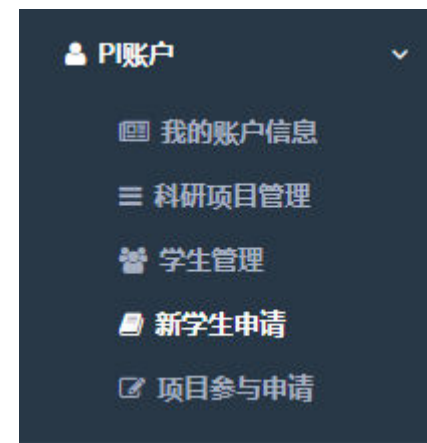 PI账户
我的账户信息
科研项目管理
学生管理
新学生申请
项目参与申请